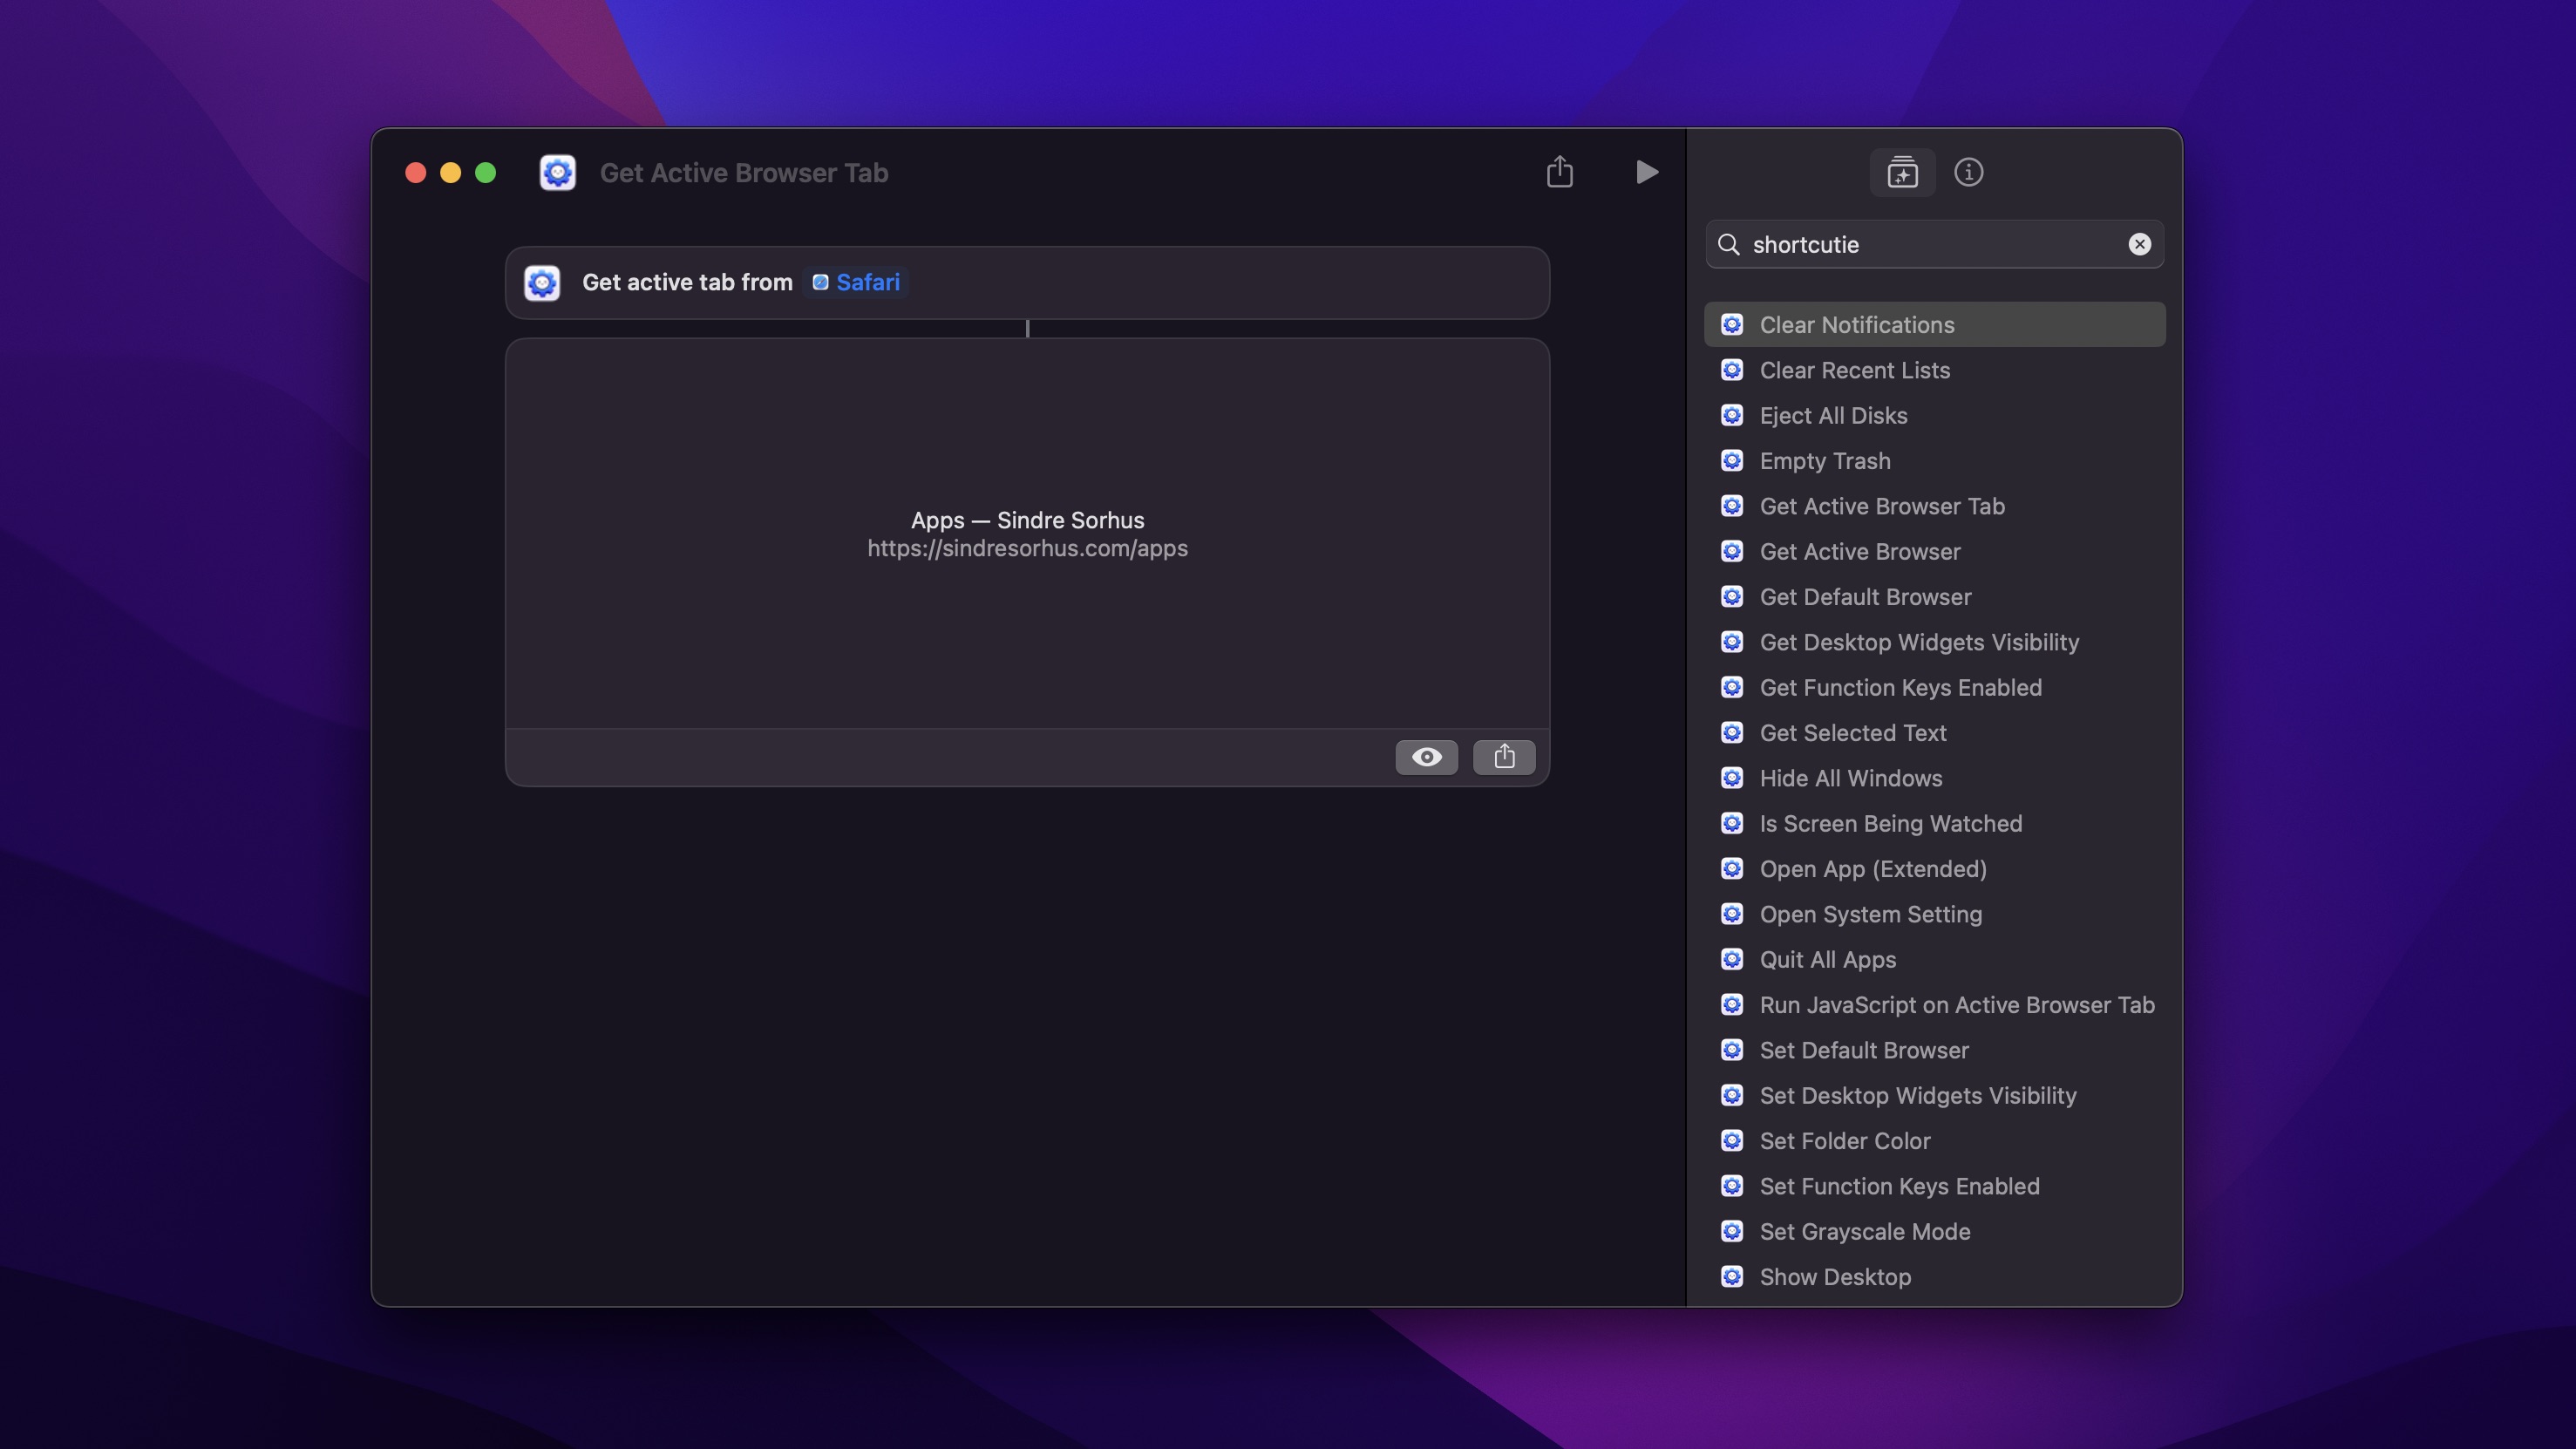 Get Active Browser Tab
Get active tab from Safari
Apps — Sindre Sorhus
https://sindresorhus.com/apps
shortcutie
Clear Notifications
Clear Recent Lists
Eject All Disks
Empty Trash
Get Active Browser Tab
Get Active Browser
Get Default Browser
Get Desktop Widgets Visibility
Get Function Keys Enabled
Get Selected Text
Hide All Windows
Is Screen Being Watched
Open App (Extended)
Open System Setting
Quit All Apps
Run JavaScript on Active Browser Tab
Set Default Browser
Set Desktop Widgets Visibility
Set Folder Color
Set Function Keys Enabled
Set Grayscale Mode
Show Desktop